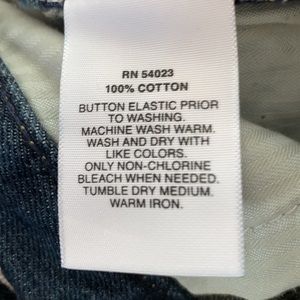 RN 54023
100% COTTON
BUTTON ELASTIC PRIOR
TO WASHING.
MACHINE WASH WARM.
WASH AND DRY WITH
LIKE COLORS.
ONLY NON-CHLORINE
BLEACH WHEN NEEDED.
TUMBLE DRY MEDIUM.
WARM IRON.